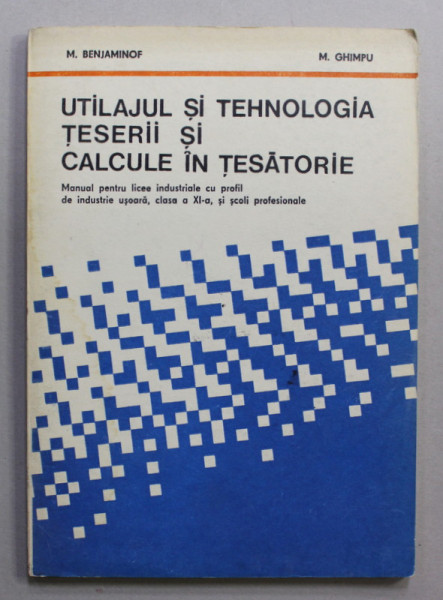 M. BENJAMINOF M. GHIMPU
UTILAJUL ȘI TEHNOLOGIA
ȚESERII ȘI
CALCULE ÎN ȚESĂTORIE
Manual pentru licee industriale cu profil
de industrie ușoară, clasa a XI-a, și școli profesionale